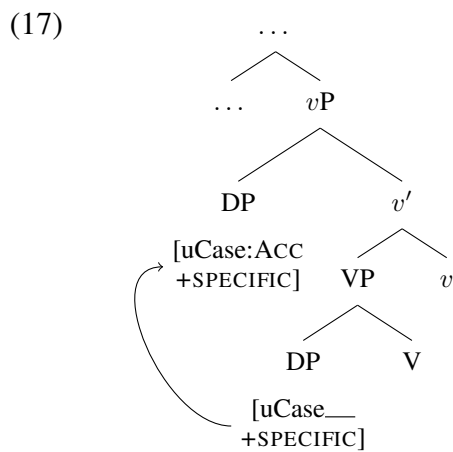 (17)
...
... vP
DP v′
[uCase:ACC
+SPECIFIC]
VP v
DP V
[uCase__
+SPECIFIC]